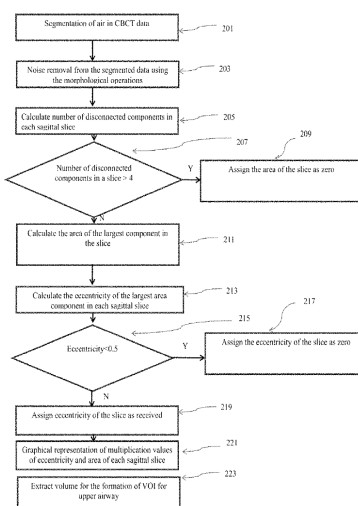 Segmentation of air in CBCT data
201
Noise removal from the segmented data using
the morphological operations
203
Calculate number of disconnected components in
each sagittal slice
205
207
Number of disconnected
components in a slice > 4
Y
209
Assign the area of the slice as zero
N
Calculate the area of the largest component in
the slice
211
Calculate the eccentricity of the largest area
component in each sagittal slice
213
215
Eccentricity<0.5
Y
217
Assign the eccentricity of the slice as zero
N
Assign eccentricity of the slice as received
219
Graphical representation of multiplication values
of eccentricity and area of each sagittal slice
221
223
Extract volume for the formation of VOI for
upper airway